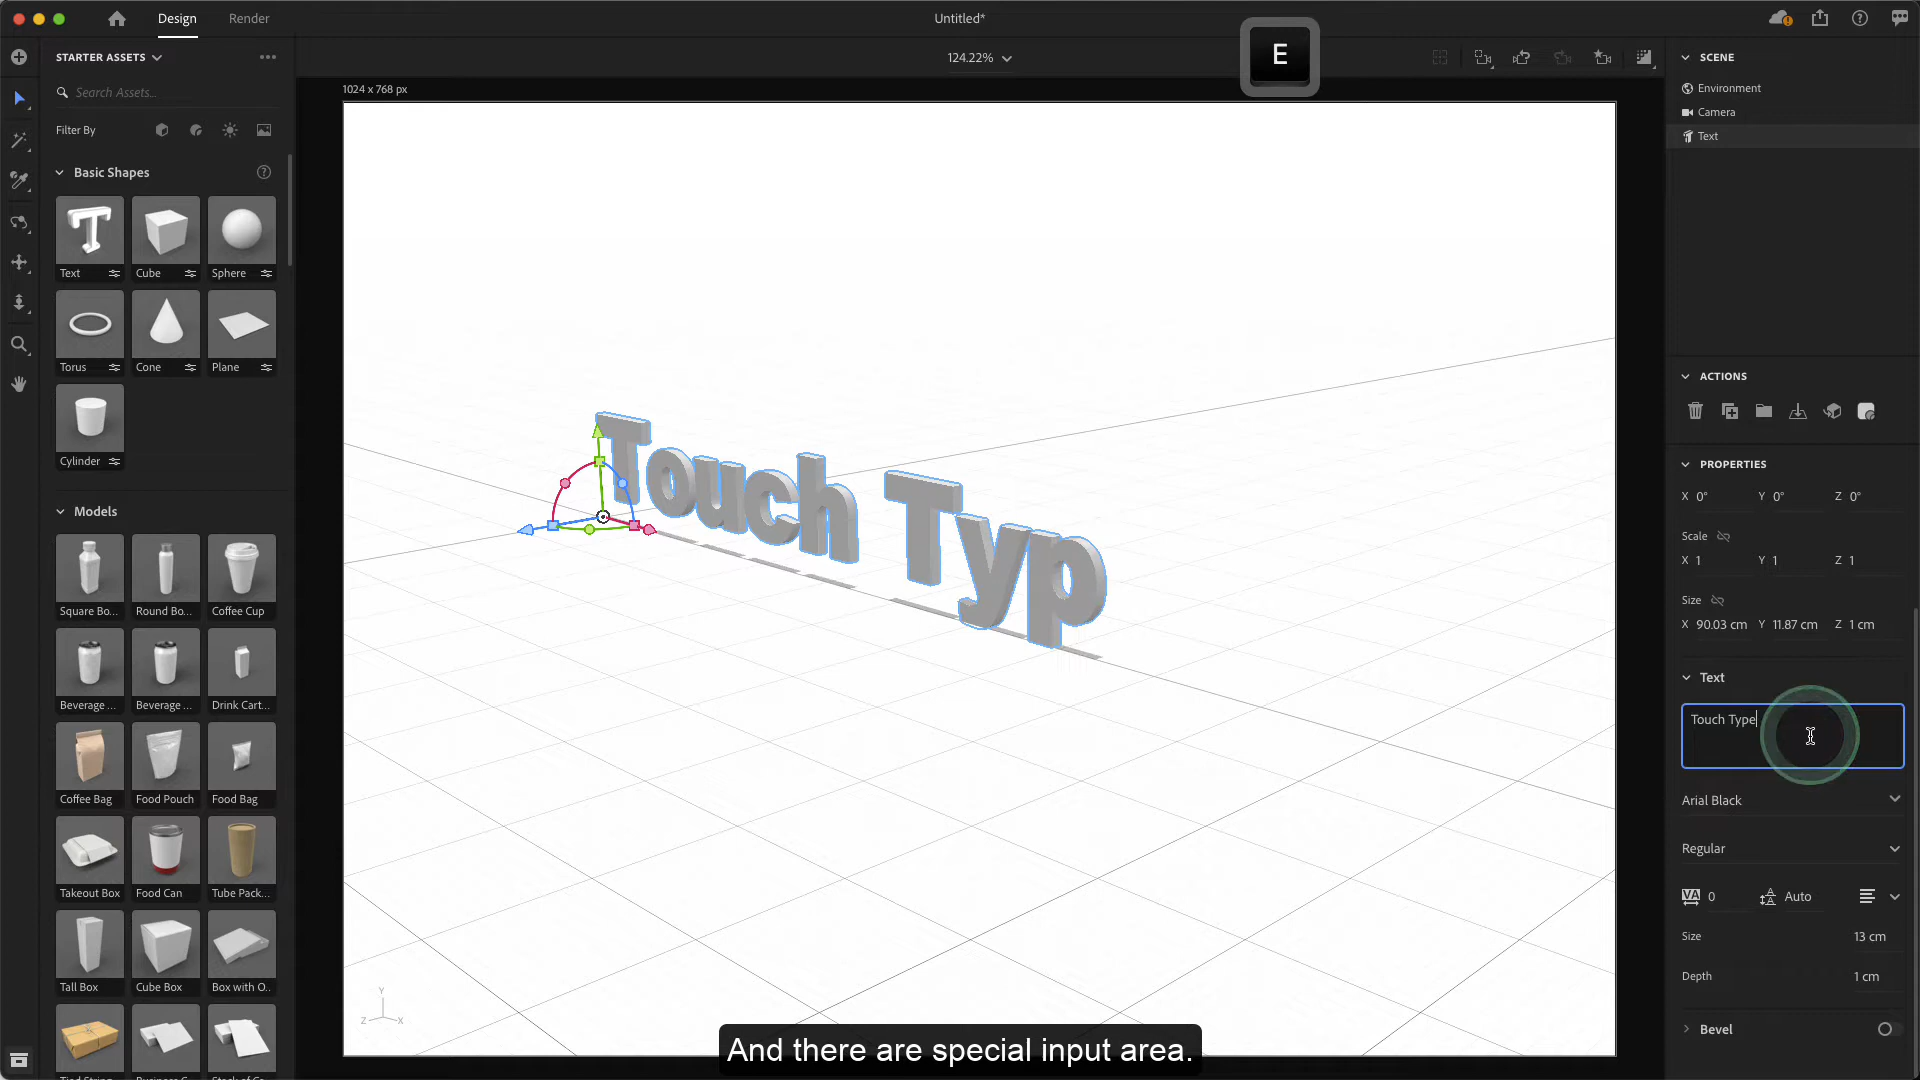 Design
Render
Untitled*
E
STARTER ASSETS
124.22%
SCENE
Search Assets...
1024 x 768 px
Environment
Camera
Text
Filter By
Basic Shapes
Text
Cube
Sphere
Torus
Cone
Plane
Cylinder
Touch Typ
ACTIONS
PROPERTIES
X 0° Y 0° Z 0°
Scale
X 1 Y 1 Z 1
Size
X 90.03 cm Y 11.87 cm Z 1 cm
Models
Square Bo...
Round Bo...
Coffee Cup
Beverage ...
Beverage ...
Drink Cart...
Coffee Bag
Food Pouch
Food Bag
Takeout Box
Food Can
Tube Pack...
Tall Box
Cube Box
Box with O..
Text
Touch Type
Arial Black
Regular
VA 0
Auto
Size 13 cm
Depth 1 cm
Bevel
Y
Z X
And there are special input area.